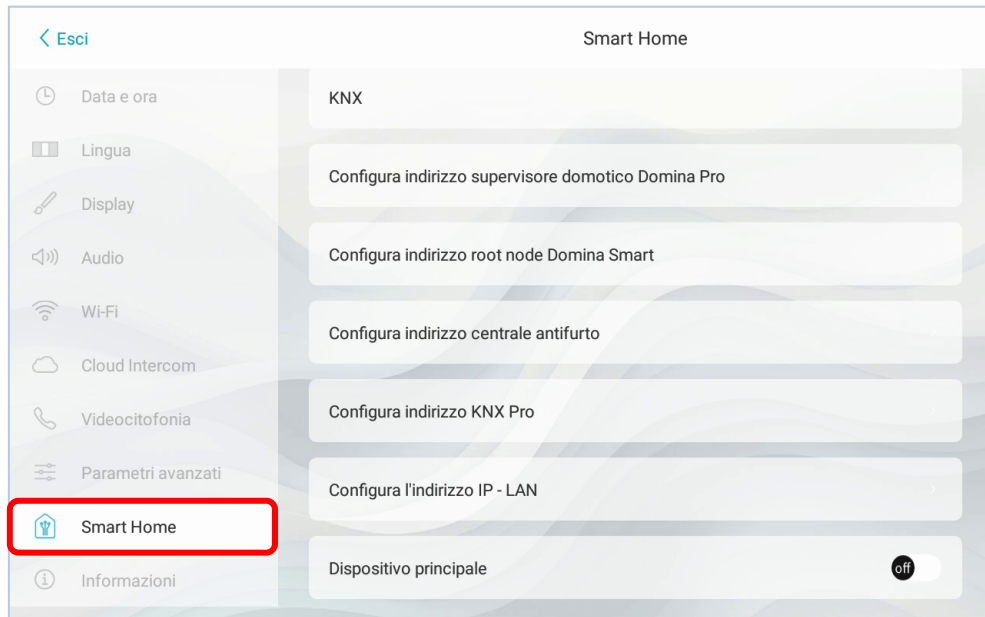 Esci
Smart Home
Data e ora
Lingua
Display
Audio
Wi-Fi
Cloud Intercom
Videocitofonia
Parametri avanzati
Smart Home
Informazioni
KNX
Configura indirizzo supervisore domotico Domina Pro
Configura indirizzo root node Domina Smart
Configura indirizzo centrale antifurto
Configura indirizzo KNX Pro
Configura l'indirizzo IP - LAN
Dispositivo principale
off